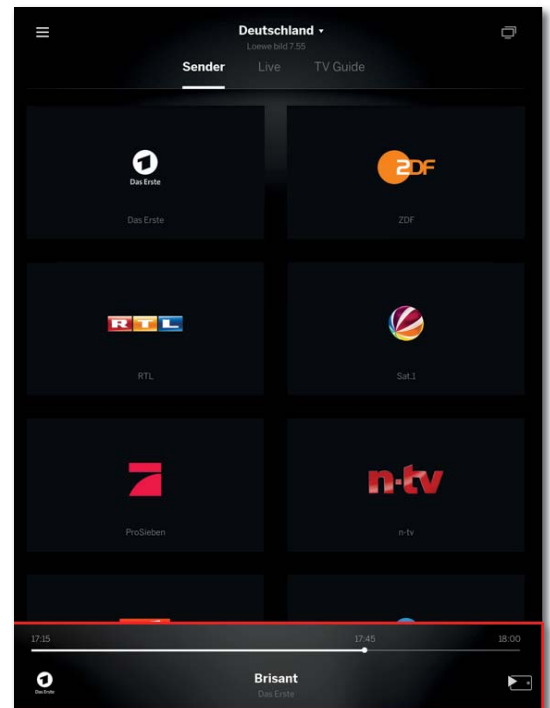 Deutschland
Loewe bild 7.55
Sender Live TV Guide
Das Erste
ZDF
Das Erste
ZDF
RTL
RTL
Sat.1
n-tv
ProSieben
n-tv
17:15 17:45 18:00
Das Erste
Brisant
Das Erste